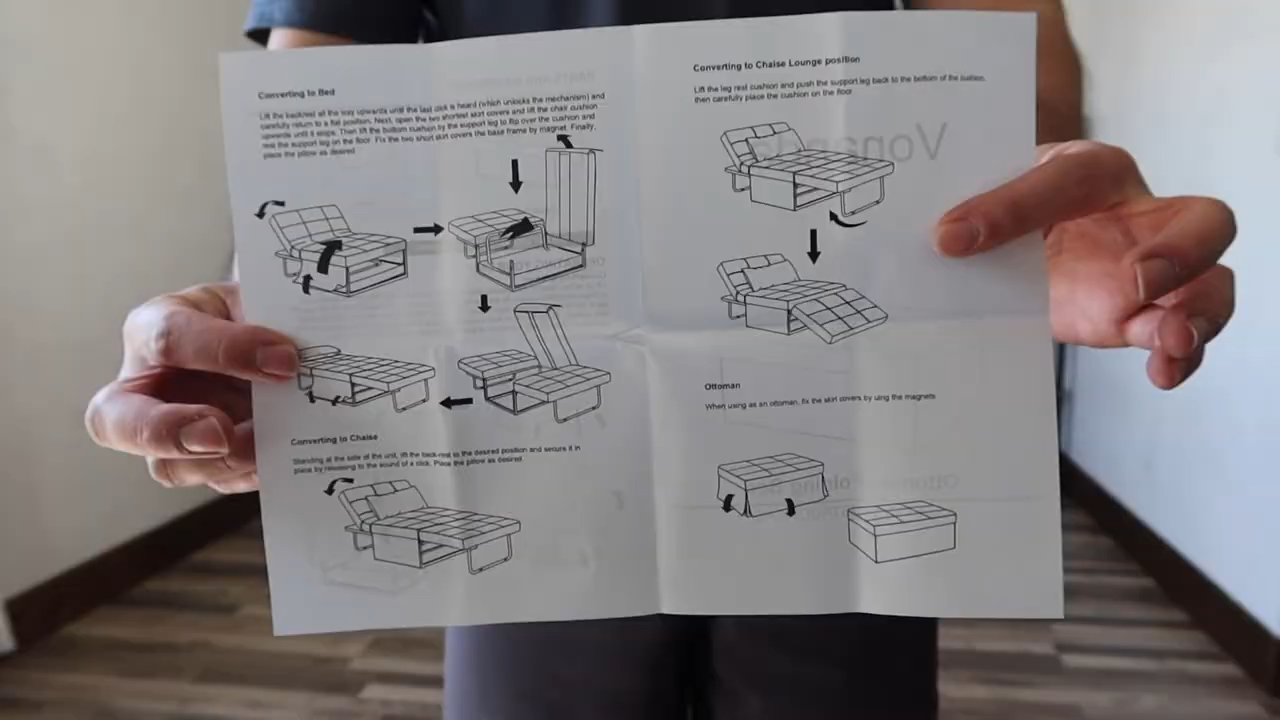 Converting to Bed
Lift the backrest all the way upwards until the last click is heard (which unlocks the mechanism) and
carefully return to a flat position. Next, open the two shortest skirt covers and lift the chair cushion
upwards until it stops. Then lift the bottom cushion by the support leg to flip over the cushion and
rest the support leg on the floor. Fix the two short skirt covers the base frame by magnet. Finally,
place the pillow as desired
Converting to Chaise
Standing at the side of the unit, lift the back-rest to the desired position and secure it in
place by releasing to the sound of a click. Place the pillow as desired
Converting to Chaise Lounge position
Lift the leg rest cushion and push the support leg back to the bottom of the cushion,
then carefully place the cushion on the floor
Ottoman
When using as an ottoman, fix the skirt covers by uing the magnets